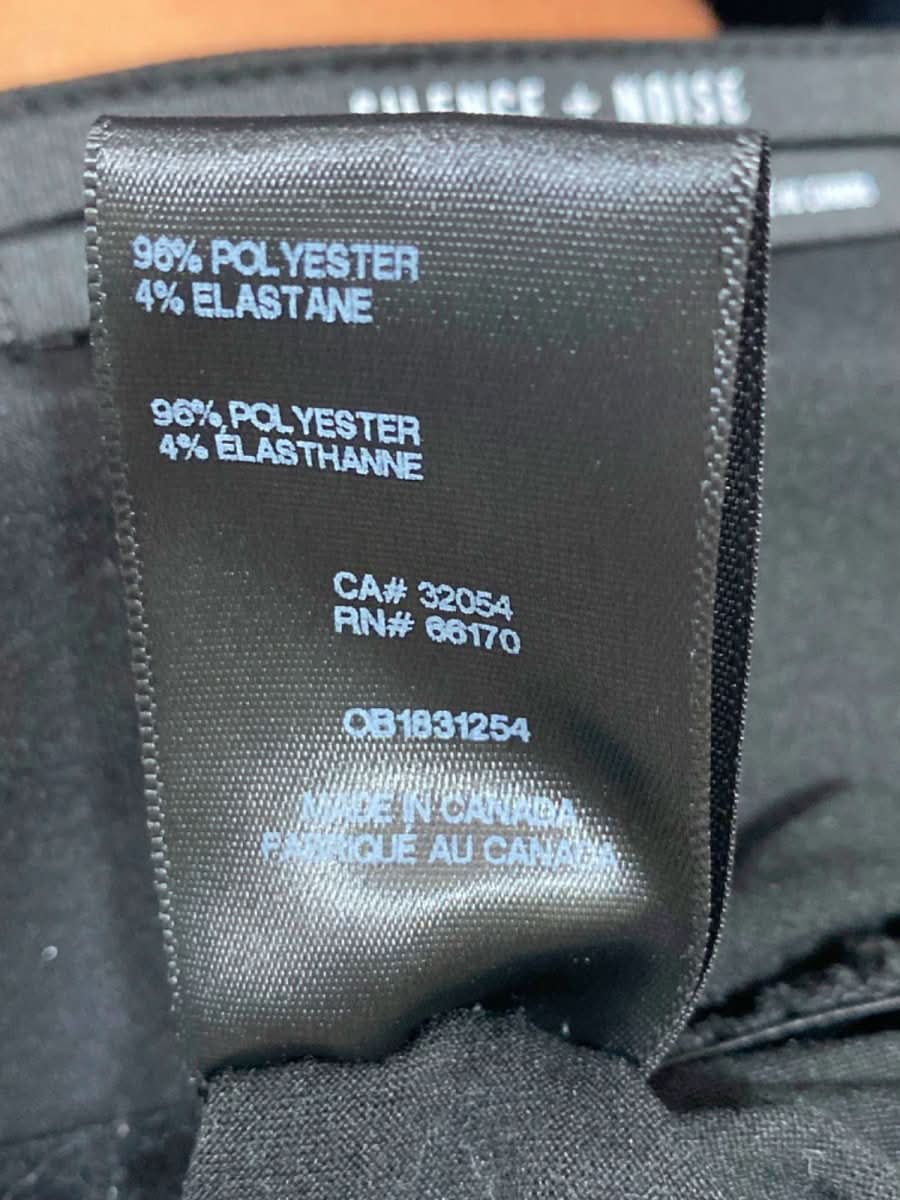 SILENCE + NOISE
96% POLYESTER
4% ELASTANE
96% POLYESTER
4% ÉLASTHANNE
CA# 32054
RN# 66170
OB1831254
MADE IN CANADA
FABRIQUÉ AU CANADA